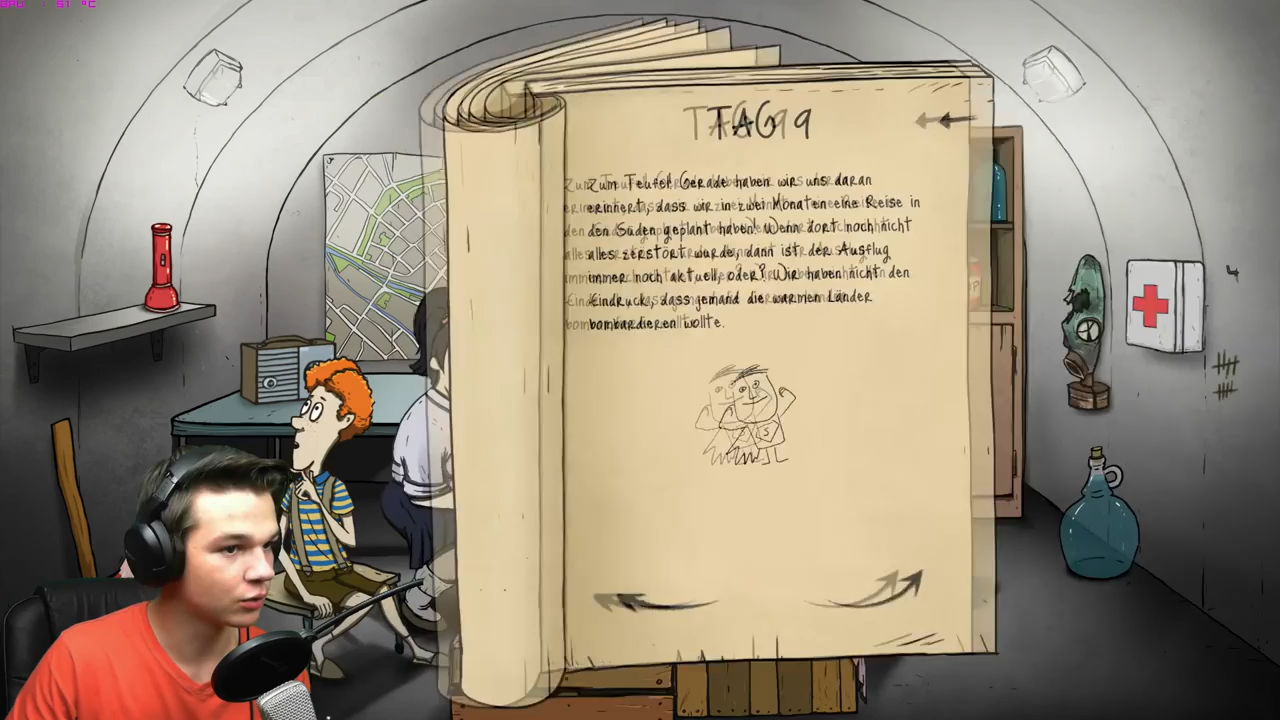 GPU : 51 °C
TAG 9
Zum Teufel! Gerade haben wir uns daran
erinnert, dass wir in zwei Monaten eine Reise in
den Süden geplant haben! Wenn dort noch nicht
alles zerstört wurde, dann ist der Ausflug
immer noch aktuell, oder? Wir haben nicht den
Eindruck, dass jemand die warmen Länder
bombardieren wollte.
S